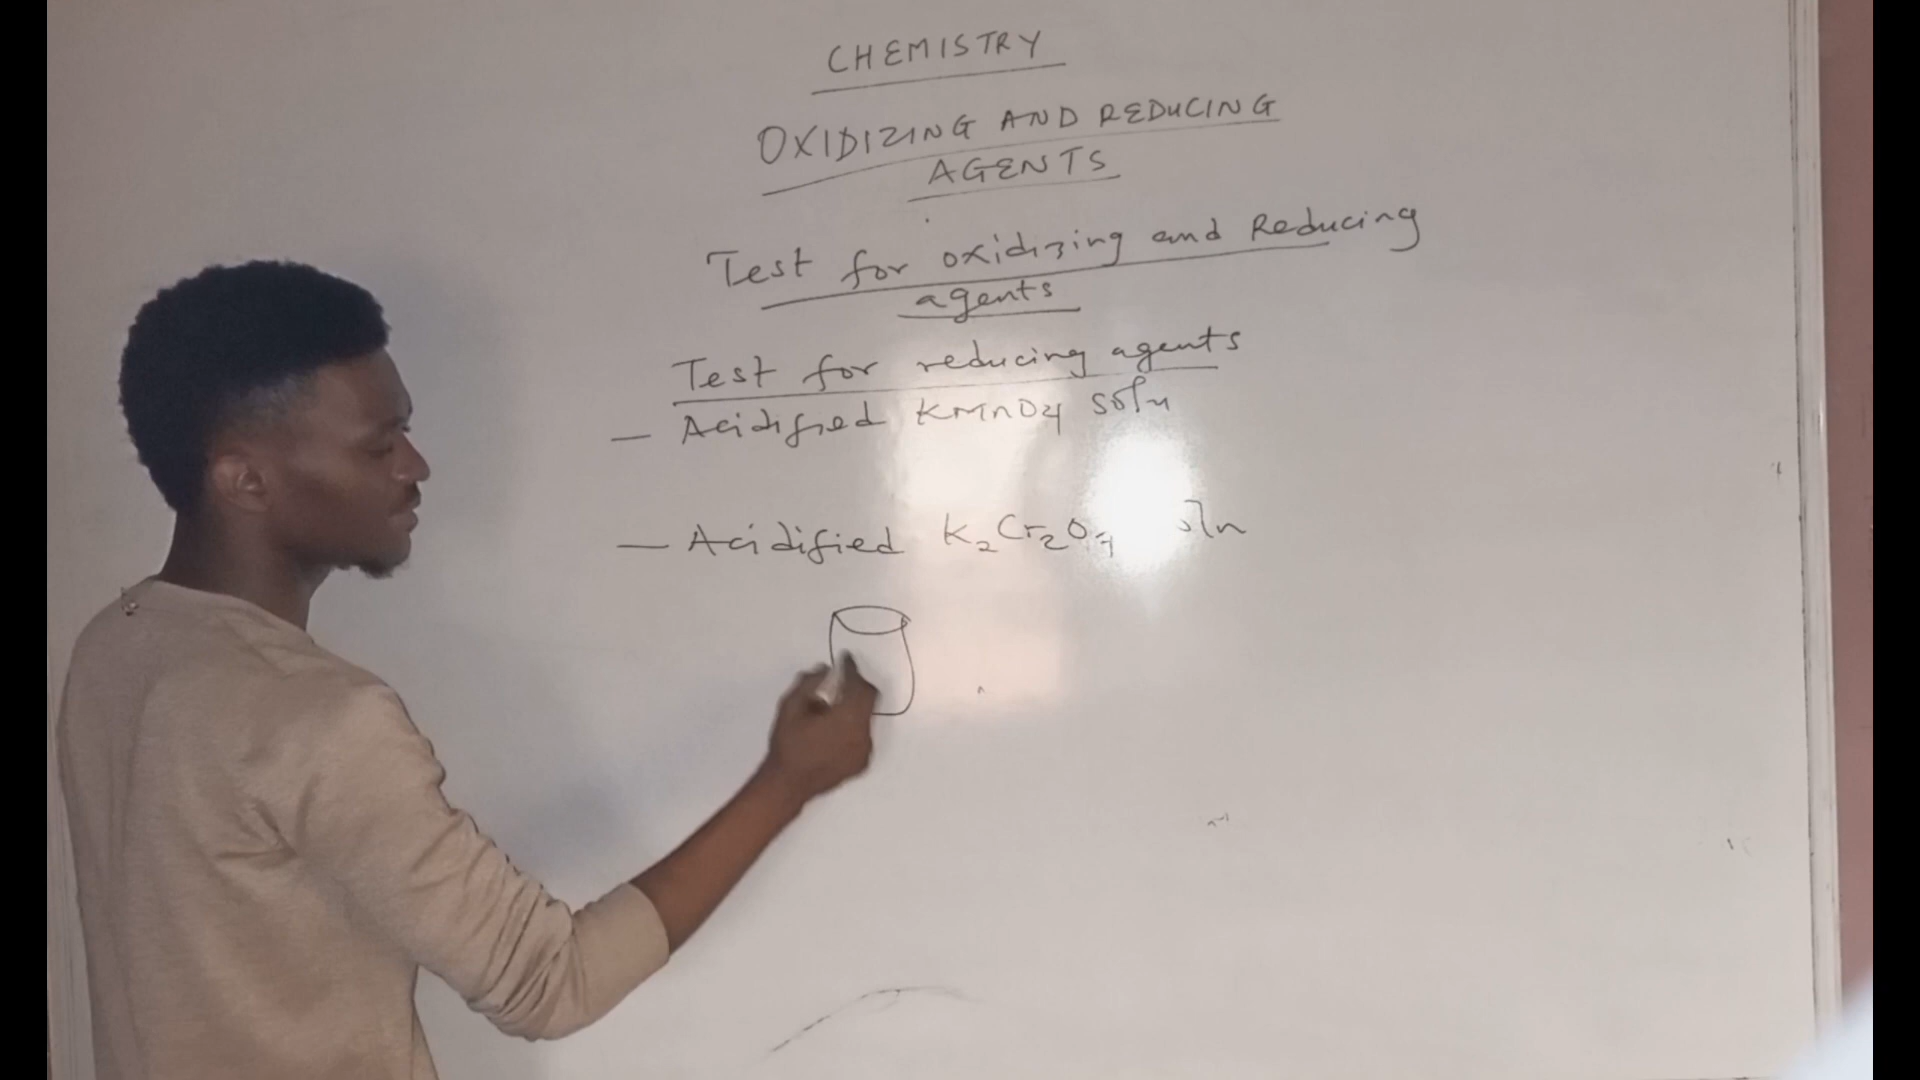 CHEMISTRY
OXIDIZING AND REDUCING
AGENTS
Test for oxidizing and Reducing
agents
Test for reducing agents
— Acidified KMnO4 soln
— Acidified K₂Cr₂O₇ oln